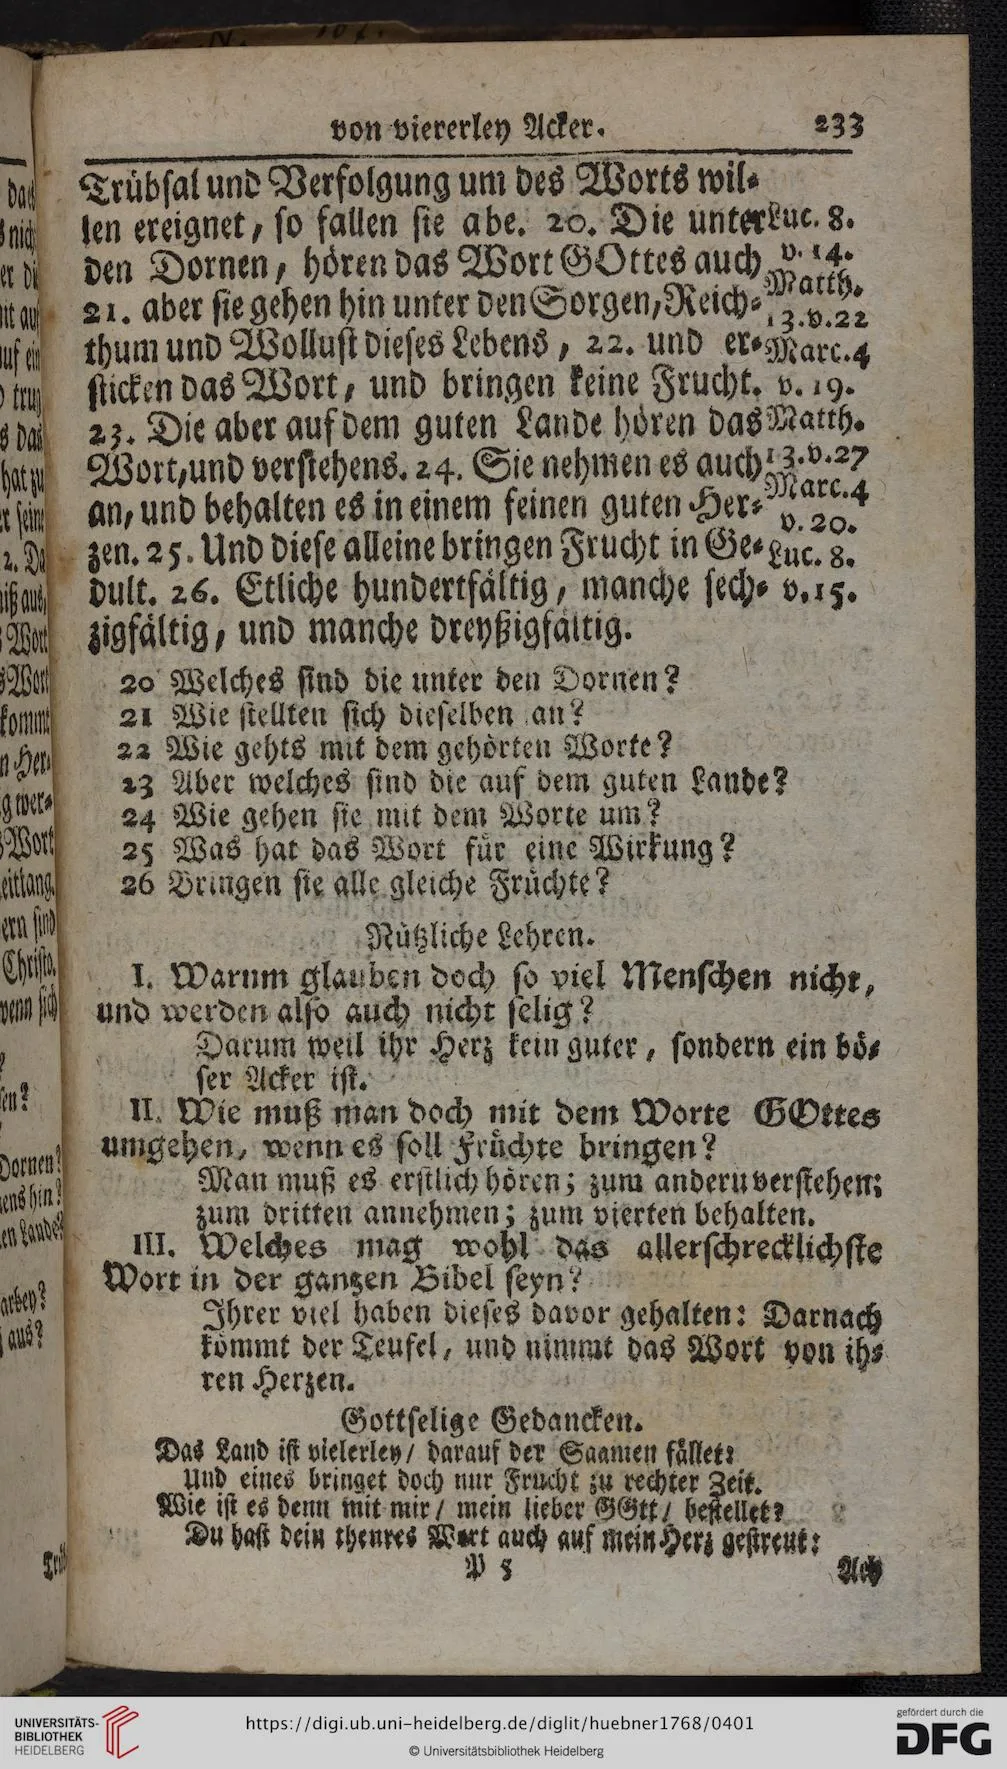 von viererley Acker. 233
Trübsal und Verfolgung um des Worts wil-
len ereignet, so fallen sie abe. 20. Die unter
den Dornen, hören das Wort GOttes auch
21. aber sie gehen hin unter den Sorgen, Reich-
thum und Wollust dieses Lebens, 22. und er-
sticken das Wort, und bringen keine Frucht.
23. Die aber auf dem guten Lande hören das
Wort, und verstehens. 24. Sie nehmen es auch
an, und behalten es in einem feinen guten Her-
zen. 25. Und diese alleine bringen Frucht in Ge-
dult. 26. Etliche hundertfältig, manche sech-
zigfältig, und manche dreyßigfältig.
Luc. 8.
v. 14.
Matth.
13. v. 22
Marc. 4
v. 19.
Matth.
13. v. 27
Marc. 4
v. 20.
Luc. 8.
v. 15.
20 Welches sind die unter den Dornen?
21 Wie stellten sich dieselben an?
22 Wie gehts mit dem gehörten Worte?
23 Aber welches sind die auf dem guten Lande?
24 Wie gehen sie mit dem Worte um?
25 Was hat das Wort für eine Wirkung?
26 Bringen sie alle gleiche Früchte?
Nützliche Lehren.
I. Warum glauben doch so viel Menschen nicht,
und werden also auch nicht selig?
Darum weil ihr Herz kein guter, sondern ein bö-
ser Acker ist.
II. Wie muß man doch mit dem Worte GOttes
umgehen, wenn es soll Früchte bringen?
Man muß es erstlich hören; zum andern verstehen;
zum dritten annehmen; zum vierten behalten.
III. Welches mag wohl das allerschrecklichste
Wort in der gantzen Bibel seyn?
Ihrer viel haben dieses davor gehalten: Darnach
kömmt der Teufel, und nimmt das Wort von ih-
ren Herzen.
Gottselige Gedancken.
Das Land ist vielerley/ darauf der Saamen fället:
Und eines bringet doch nur Frucht zu rechter Zeit.
Wie ist es denn mit mir/ mein lieber GOtt/ bestellet?
Du hast dein theures Wort auch auf mein Herz gestreut:
P 5 Ach
UNIVERSITÄTS-
BIBLIOTHEK
HEIDELBERG
https://digi.ub.uni-heidelberg.de/diglit/huebner1768/0401
© Universitätsbibliothek Heidelberg
gefördert durch die
DFG